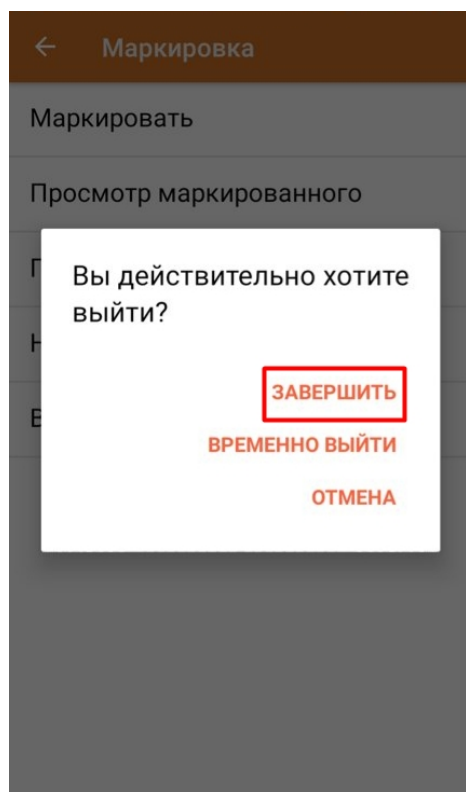 Маркировка
Маркировать
Просмотр маркированного
Вы действительно хотите
выйти?
ЗАВЕРШИТЬ
ВРЕМЕННО ВЫЙТИ
ОТМЕНА